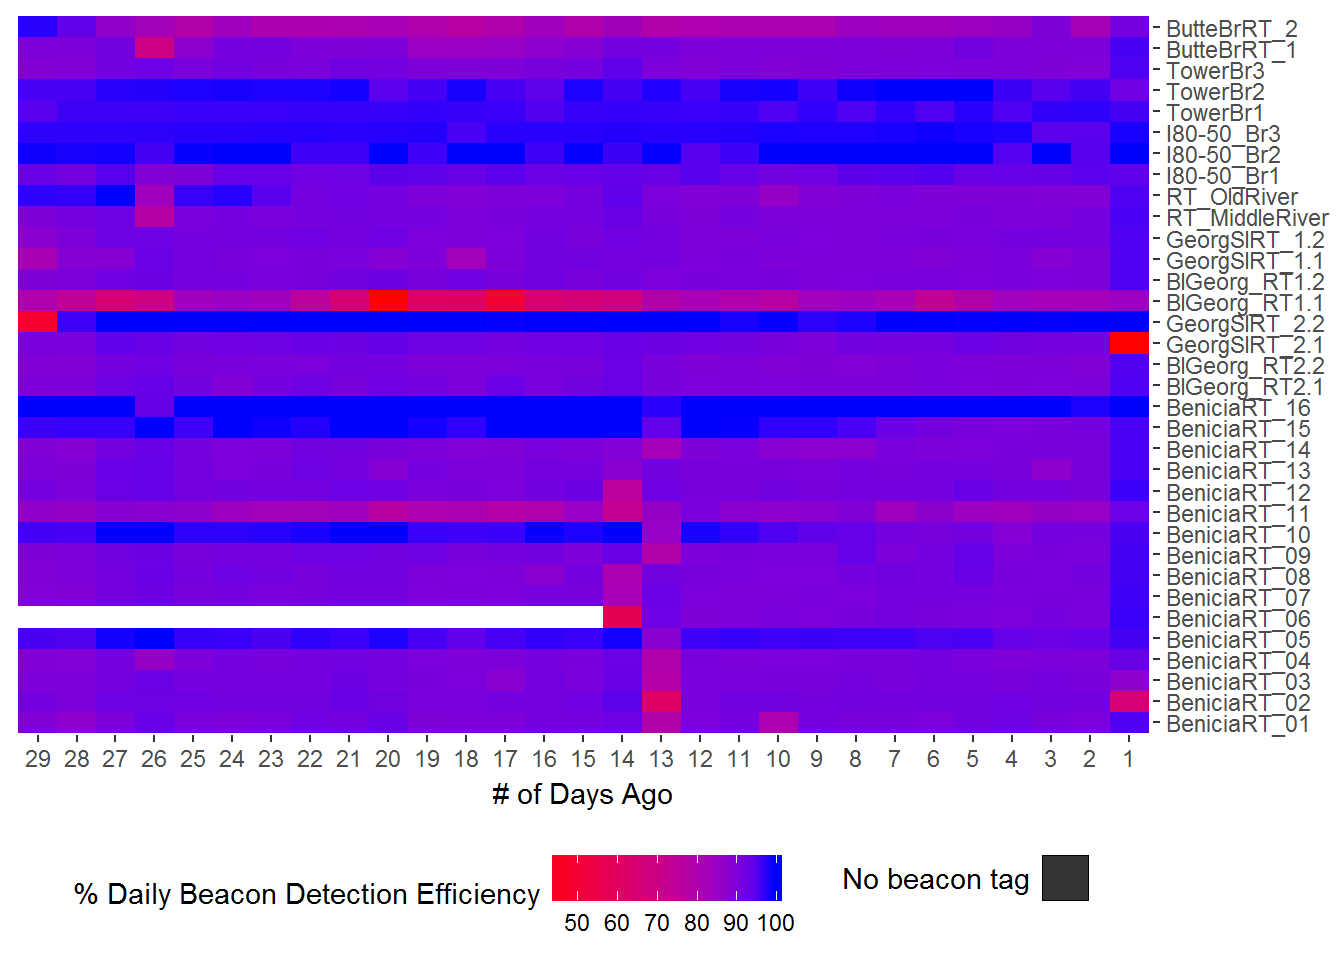 ButteBrRT_2
ButteBrRT_1
TowerBr3
TowerBr2
TowerBr1
I80-50_Br3
I80-50_Br2
I80-50_Br1
RT_OldRiver
RT_MiddleRiver
GeorgSlRT_1.2
GeorgSlRT_1.1
BlGeorg_RT1.2
BlGeorg_RT1.1
GeorgSlRT_2.2
GeorgSlRT_2.1
BlGeorg_RT2.2
BlGeorg_RT2.1
BeniciaRT_16
BeniciaRT_15
BeniciaRT_14
BeniciaRT_13
BeniciaRT_12
BeniciaRT_11
BeniciaRT_10
BeniciaRT_09
BeniciaRT_08
BeniciaRT_07
BeniciaRT_06
BeniciaRT_05
BeniciaRT_04
BeniciaRT_03
BeniciaRT_02
BeniciaRT_01
29 28 27 26 25 24 23 22 21 20 19 18 17 16 15 14 13 12 11 10 9 8 7 6 5 4 3 2 1
# of Days Ago
% Daily Beacon Detection Efficiency
50 60 70 80 90 100
No beacon tag